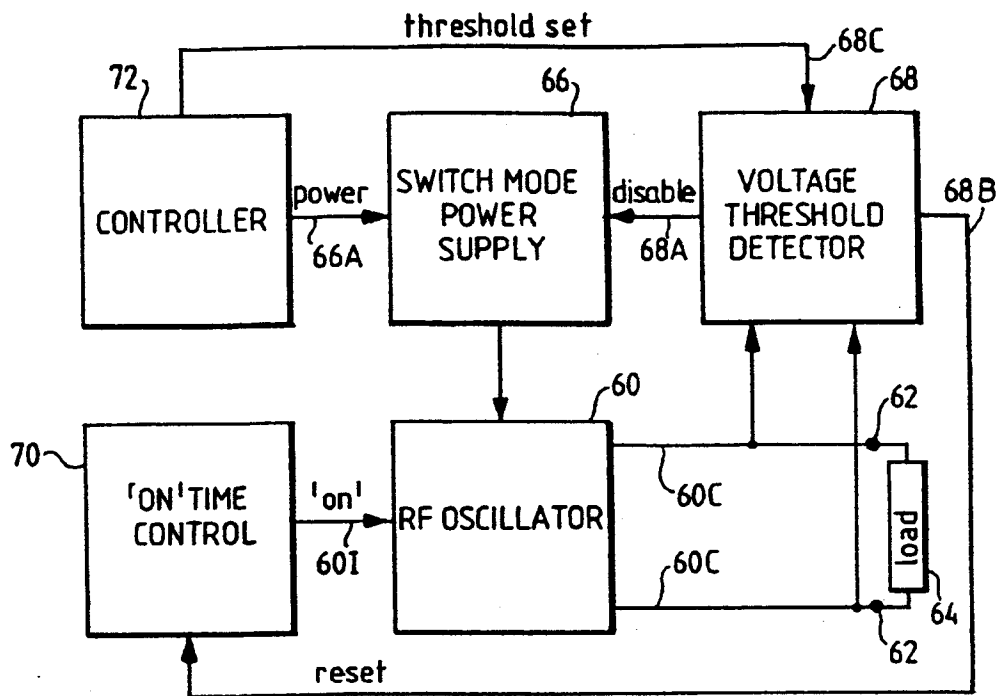 threshold set
68C
72
66
68
CONTROLLER
power
66A
SWITCH MODE
POWER
SUPPLY
disable
68A
VOLTAGE
THRESHOLD
DETECTOR
68B
60
62
70
'ON' TIME
CONTROL
'on'
60I
RF OSCILLATOR
60C
60C
load
64
62
reset